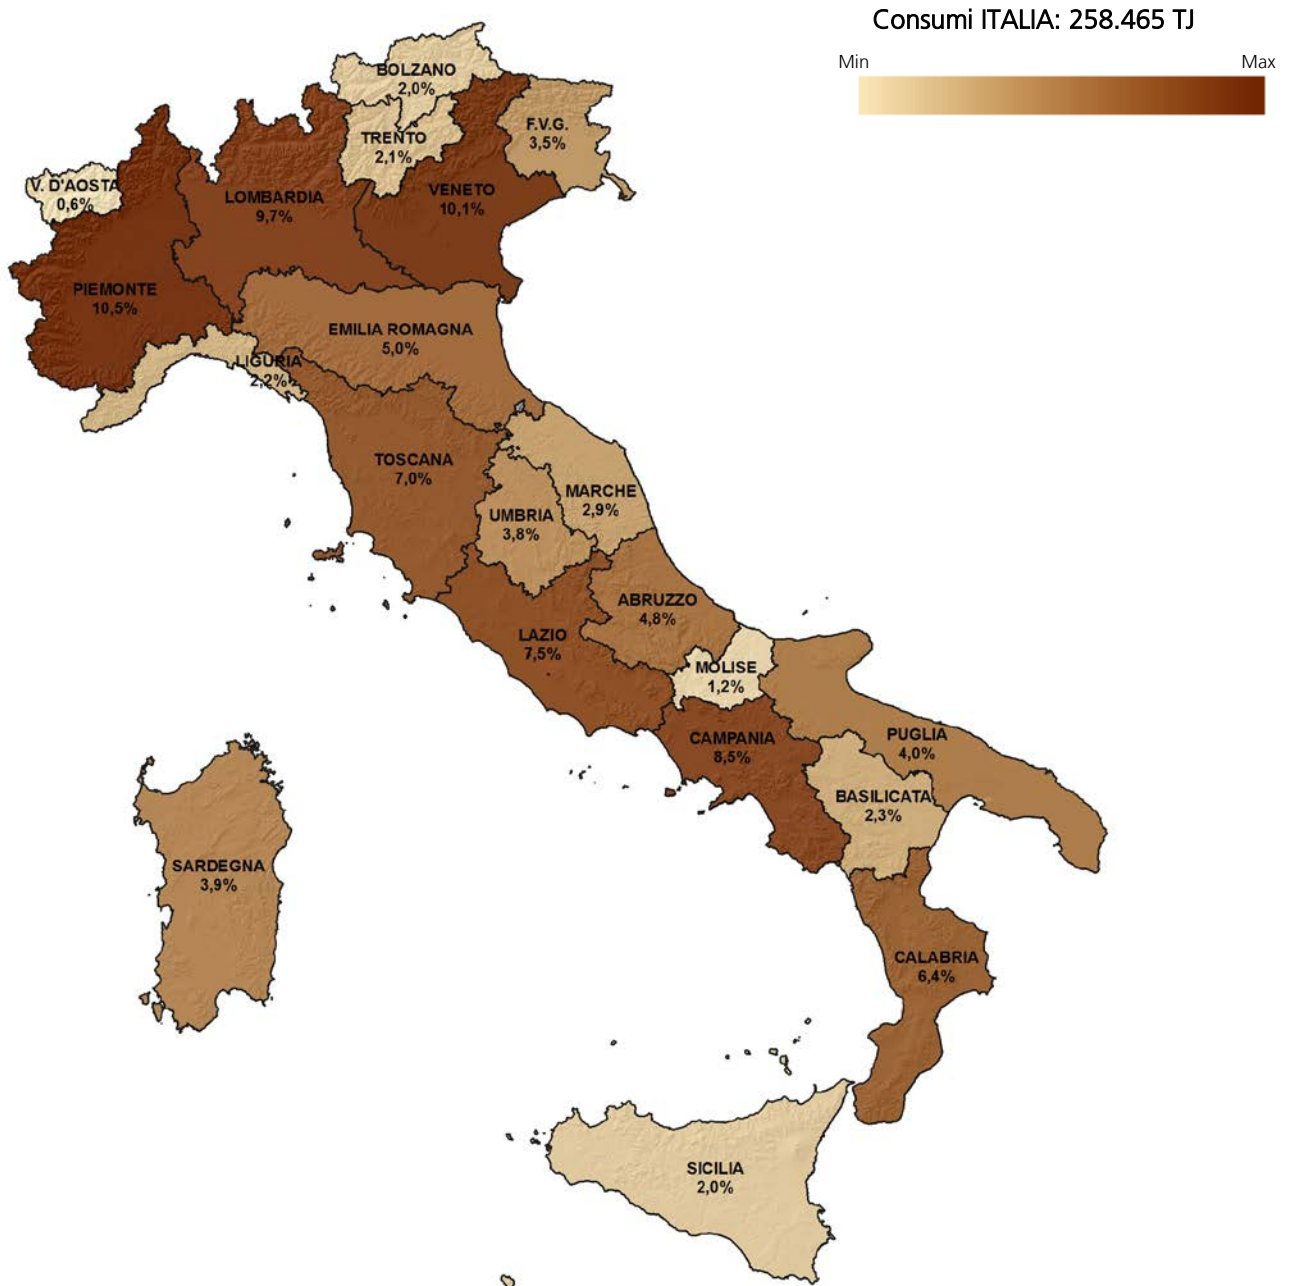 Consumi ITALIA: 258.465 TJ
Min
Max
BOLZANO
2,0%
TRENTO
2,1%
F.V.G.
3,5%
V. D'AOSTA
0,6%
LOMBARDIA
9,7%
VENETO
10,1%
PIEMONTE
10,5%
EMILIA ROMAGNA
5,0%
LIGURIA
2,2%
TOSCANA
7,0%
MARCHE
2,9%
UMBRIA
3,8%
ABRUZZO
4,8%
LAZIO
7,5%
MOLISE
1,2%
CAMPANIA
8,5%
PUGLIA
4,0%
BASILICATA
2,3%
SARDEGNA
3,9%
CALABRIA
6,4%
SICILIA
2,0%